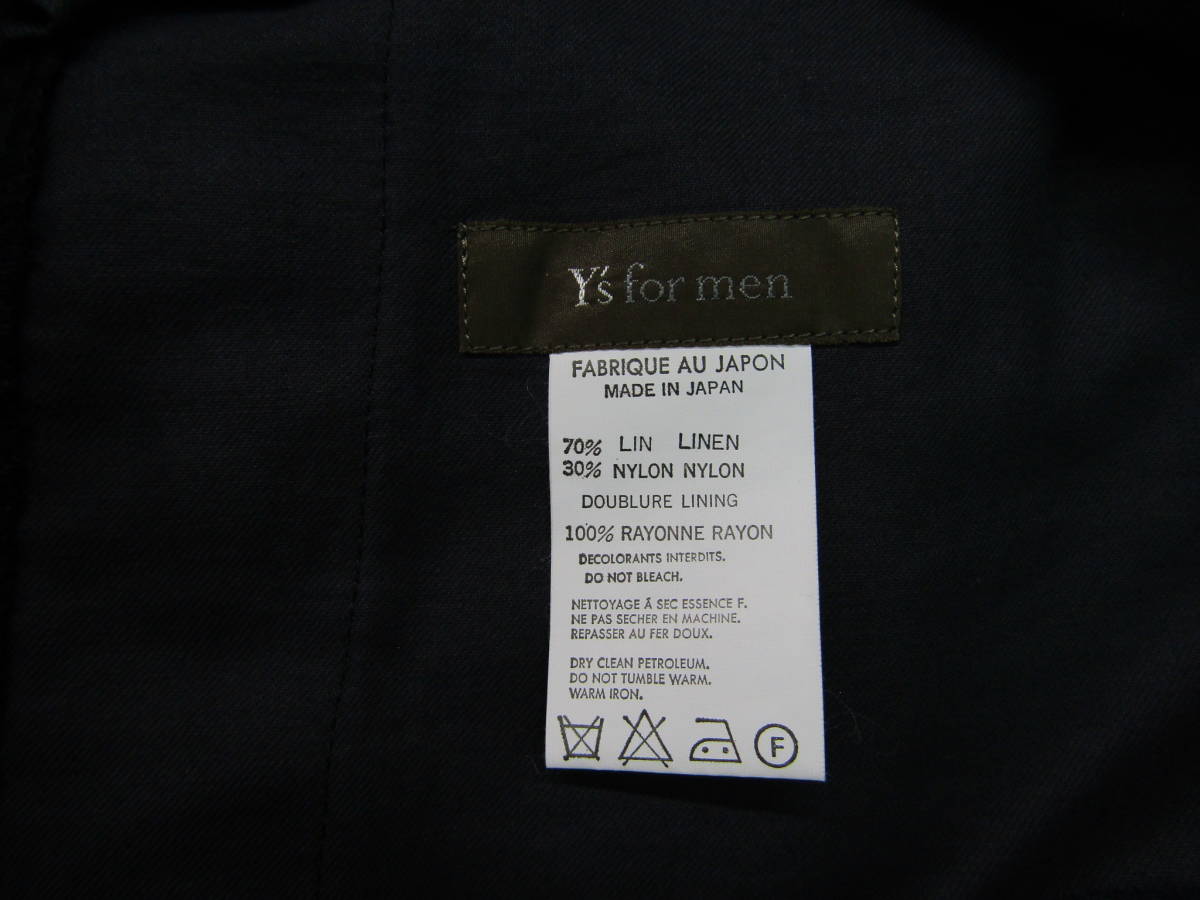 Y's for men
FABRIQUE AU JAPON
MADE IN JAPAN
70% LIN LINEN
30% NYLON NYLON
DOUBLURE LINING
100% RAYONNE RAYON
DECOLORANTS INTERDITS.
DO NOT BLEACH.
NETTOYAGE Â SEC ESSENCE F.
NE PAS SECHER EN MACHINE.
REPASSER AU FER DOUX.
DRY CLEAN PETROLEUM.
DO NOT TUMBLE WARM.
WARM IRON.
F